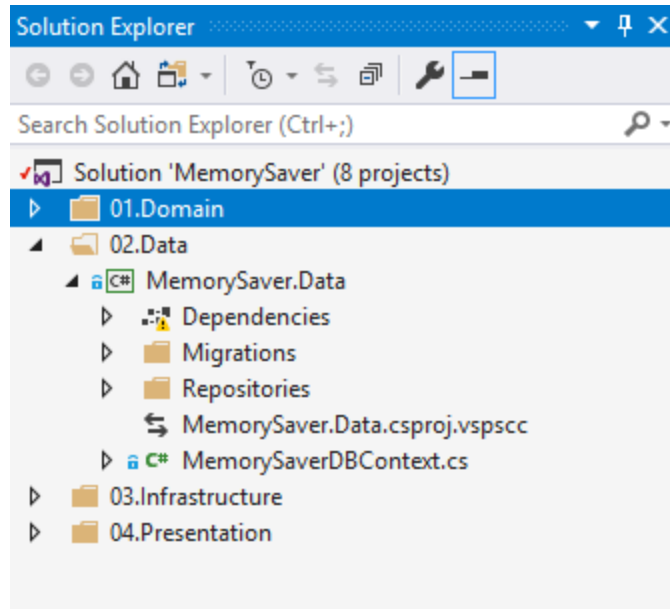 Solution Explorer
Search Solution Explorer (Ctrl+;)
Solution 'MemorySaver' (8 projects)
01.Domain
02.Data
C# MemorySaver.Data
Dependencies
Migrations
Repositories
MemorySaver.Data.csproj.vspscc
C# MemorySaverDBContext.cs
03.Infrastructure
04.Presentation